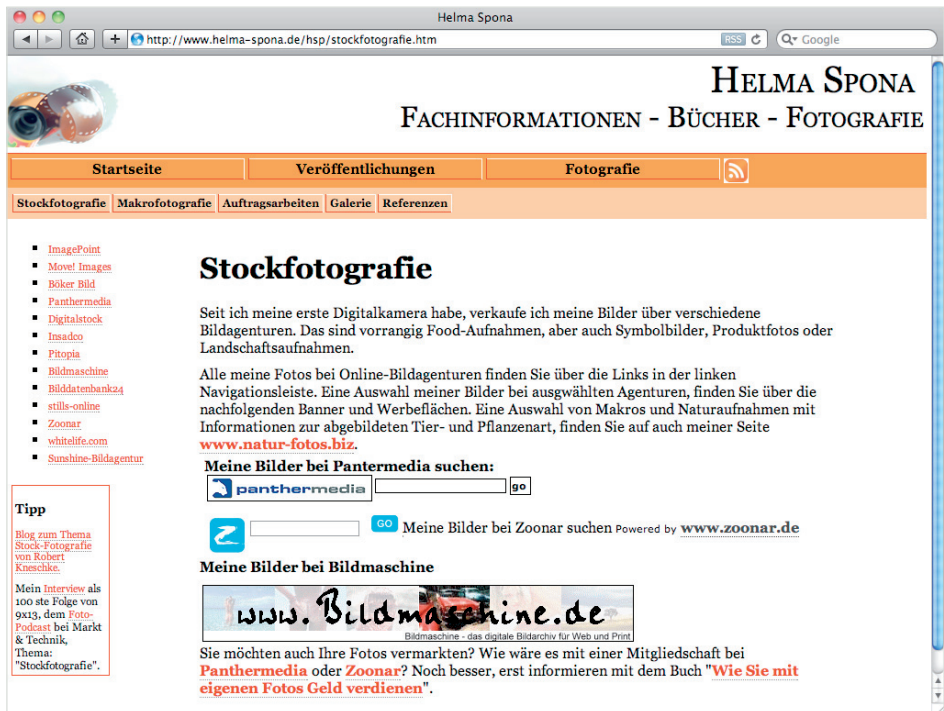 Helma Spona
http://www.helma-spona.de/hsp/stockfotografie.htm
RSS
Google
HELMA SPONA
FACHINFORMATIONEN - BÜCHER - FOTOGRAFIE
Startseite
Veröffentlichungen
Fotografie
Stockfotografie
Makrofotografie
Auftragsarbeiten
Galerie
Referenzen
ImagePoint
Move! Images
Böker Bild
Panthermedia
Digitalstock
Insadco
Pitopia
Bildmaschine
Bilddatenbank24
stills-online
Zoonar
whitelife.com
Sunshine-Bildagentur
Tipp
Blog zum Thema
Stock-Fotografie
von Robert
Kneschke.
Mein Interview als
100 ste Folge von
9x13, dem Foto-
Podcast bei Markt
& Technik,
Thema:
"Stockfotografie".
Stockfotografie
Seit ich meine erste Digitalkamera habe, verkaufe ich meine Bilder über verschiedene
Bildagenturen. Das sind vorrangig Food-Aufnahmen, aber auch Symbolbilder, Produktfotos oder
Landschaftsaufnahmen.
Alle meine Fotos bei Online-Bildagenturen finden Sie über die Links in der linken
Navigationsleiste. Eine Auswahl meiner Bilder bei ausgwählten Agenturen, finden Sie über die
nachfolgenden Banner und Werbeflächen. Eine Auswahl von Makros und Naturaufnahmen mit
Informationen zur abgebildeten Tier- und Pflanzenart, finden Sie auf auch meiner Seite
www.natur-fotos.biz.
Meine Bilder bei Pantermedia suchen:
panthermedia
go
GO Meine Bilder bei Zoonar suchen Powered by www.zoonar.de
Meine Bilder bei Bildmaschine
www.Bildmaschine.de
Bildmaschine - das digitale Bildarchiv für Web und Print
Sie möchten auch Ihre Fotos vermarkten? Wie wäre es mit einer Mitgliedschaft bei
Panthermedia oder Zoonar? Noch besser, erst informieren mit dem Buch "Wie Sie mit
eigenen Fotos Geld verdienen".